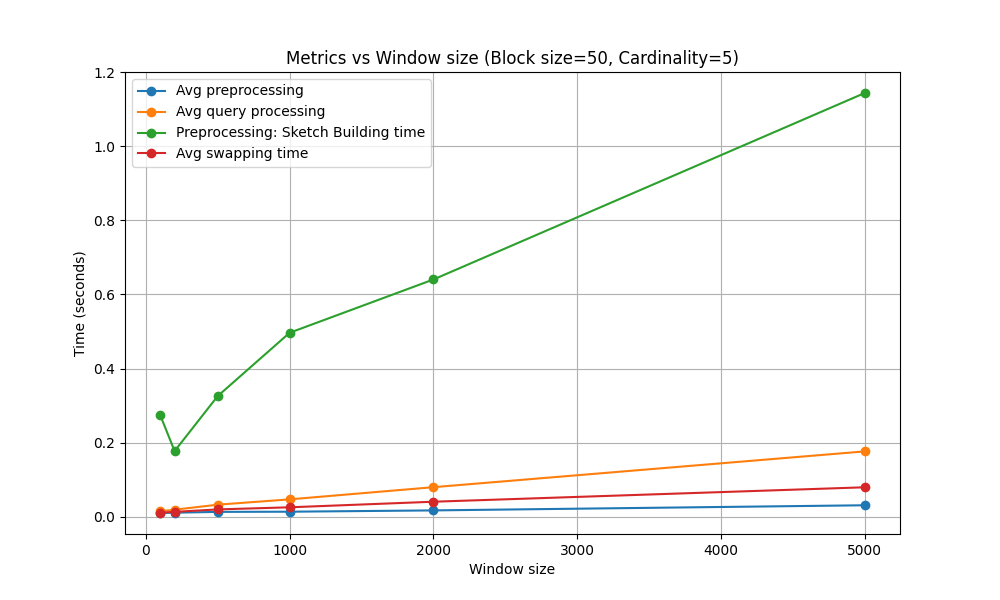 Metrics vs Window size (Block size=50, Cardinality=5)
Avg preprocessing
Avg query processing
Preprocessing: Sketch Building time
Avg swapping time
1.2
1.0
0.8
0.6
0.4
0.2
0.0
Time (seconds)
0 1000 2000 3000 4000 5000
Window size